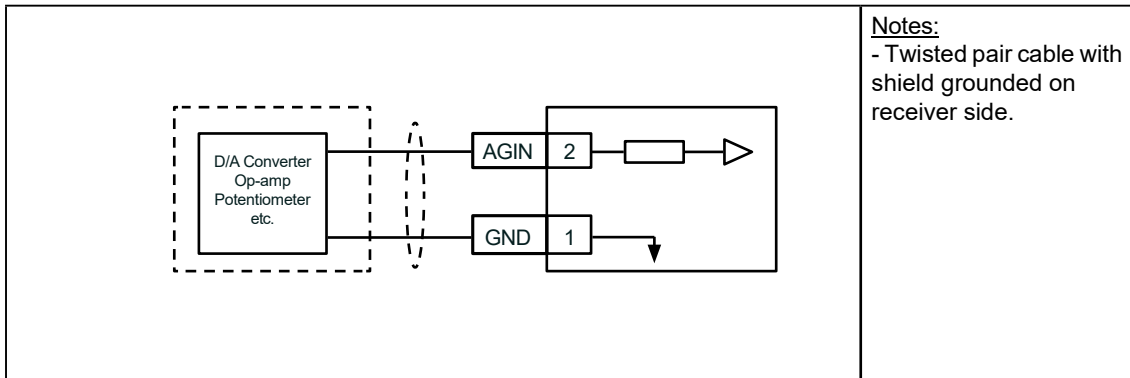 Notes:
- Twisted pair cable with
shield grounded on
receiver side.
D/A Converter
Op-amp
Potentiometer
etc.
AGIN 2
GND 1